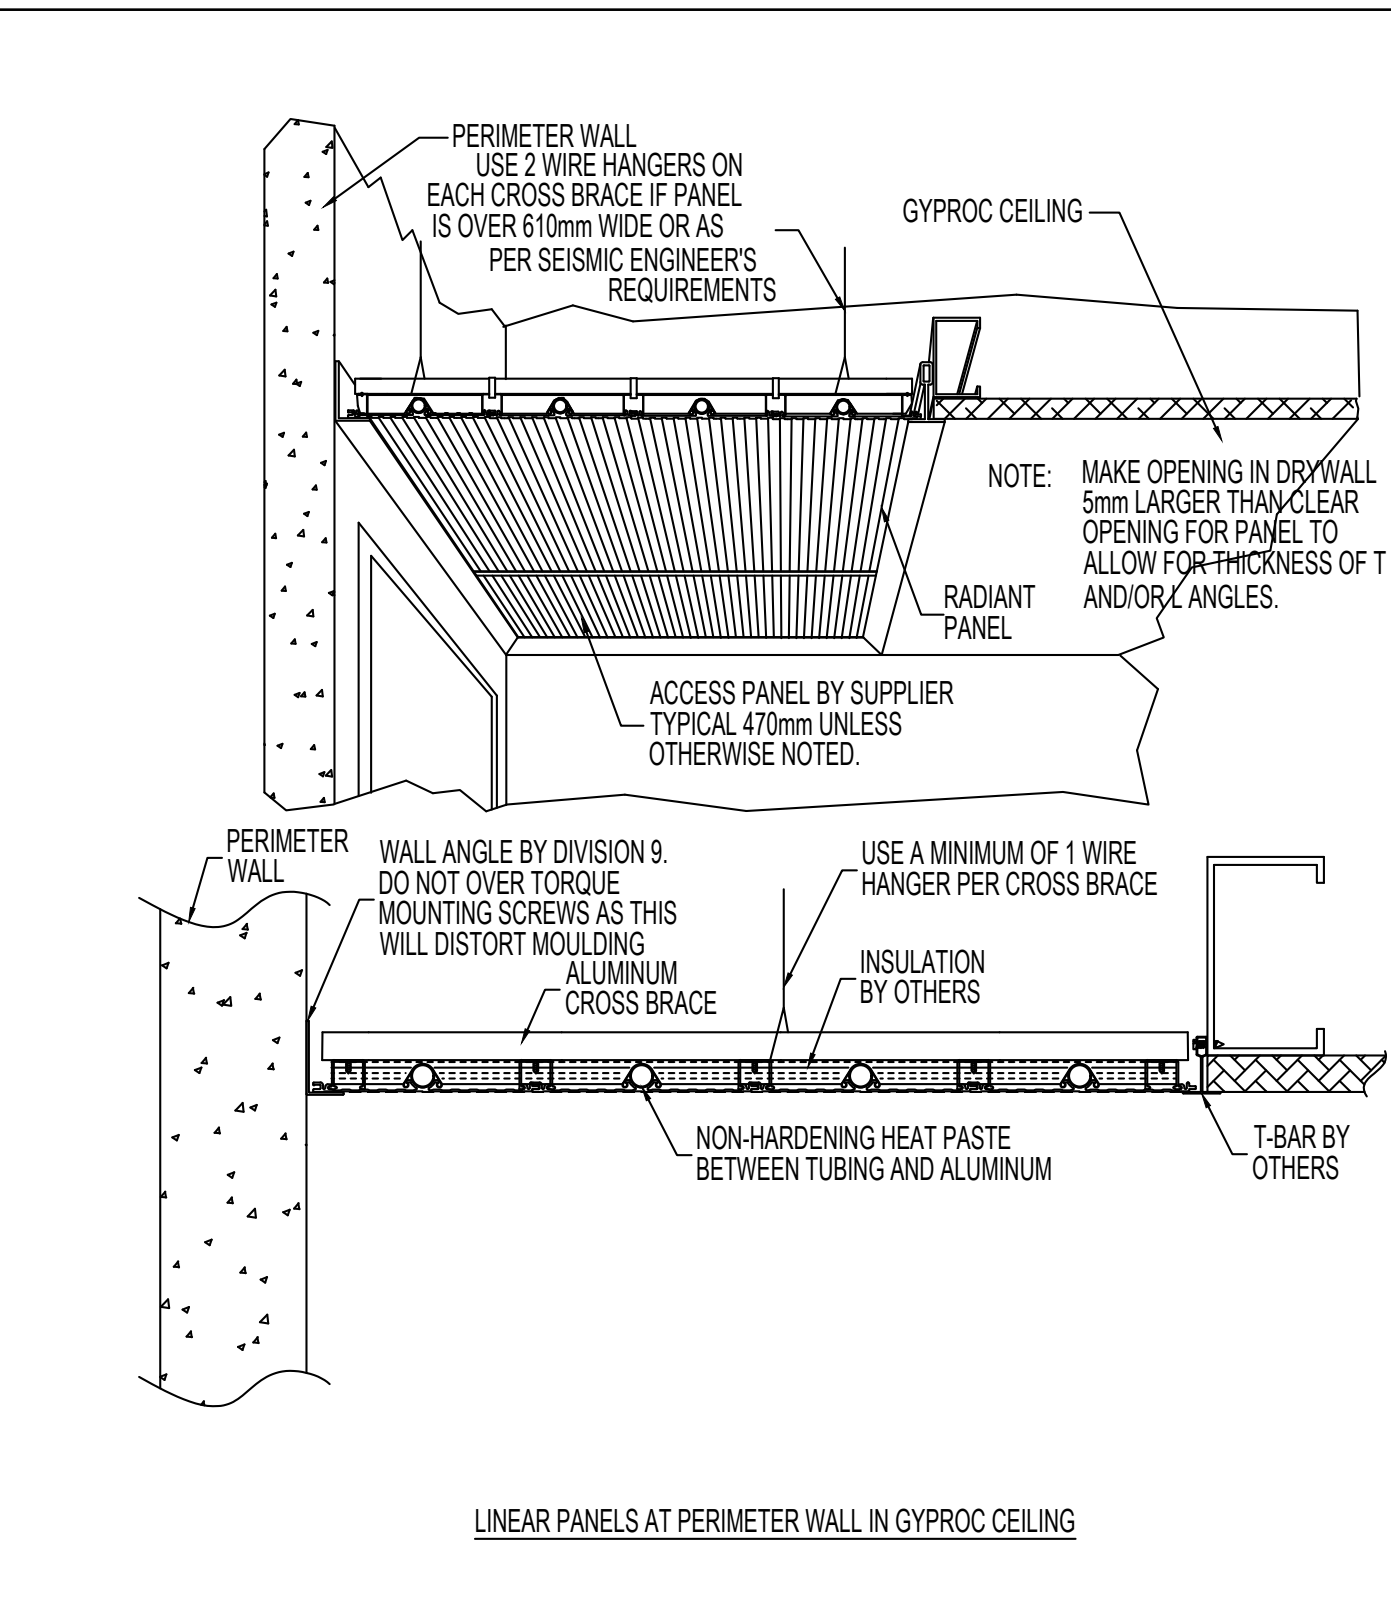 PERIMETER WALL
USE 2 WIRE HANGERS ON
EACH CROSS BRACE IF PANEL
IS OVER 610mm WIDE OR AS
PER SEISMIC ENGINEER'S
REQUIREMENTS
GYPROC CEILING
NOTE: MAKE OPENING IN DRYWALL
5mm LARGER THAN CLEAR
OPENING FOR PANEL TO
ALLOW FOR THICKNESS OF T
AND/OR L ANGLES.
RADIANT
PANEL
ACCESS PANEL BY SUPPLIER
TYPICAL 470mm UNLESS
OTHERWISE NOTED.
PERIMETER
WALL
WALL ANGLE BY DIVISION 9.
DO NOT OVER TORQUE
MOUNTING SCREWS AS THIS
WILL DISTORT MOULDING
ALUMINUM
CROSS BRACE
USE A MINIMUM OF 1 WIRE
HANGER PER CROSS BRACE
INSULATION
BY OTHERS
NON-HARDENING HEAT PASTE
BETWEEN TUBING AND ALUMINUM
T-BAR BY
OTHERS
LINEAR PANELS AT PERIMETER WALL IN GYPROC CEILING